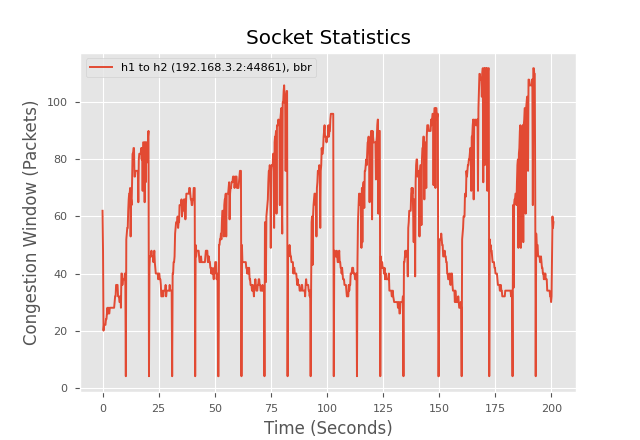 Socket Statistics
h1 to h2 (192.168.3.2:44861), bbr
Congestion Window (Packets)
100
80
60
40
20
0
0 25 50 75 100 125 150 175 200
Time (Seconds)